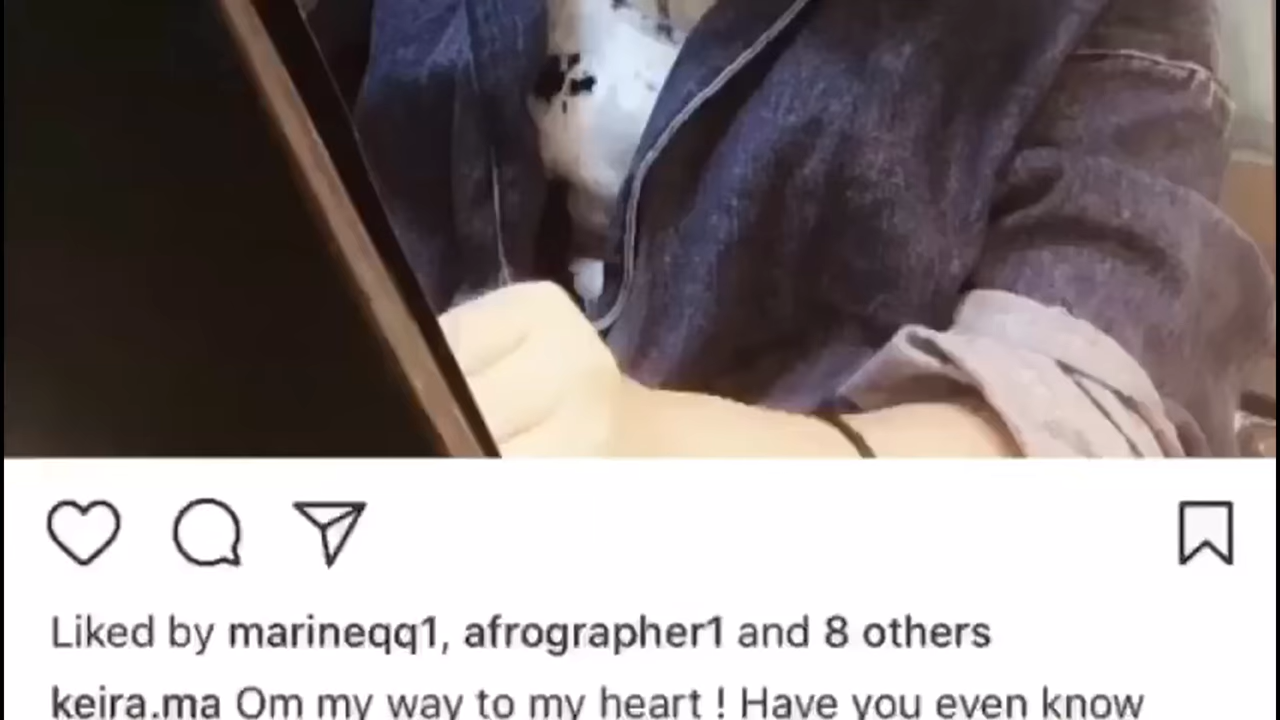 Liked by marineqq1, afrographer1 and 8 others
keira.ma Om my way to my heart ! Have you even know